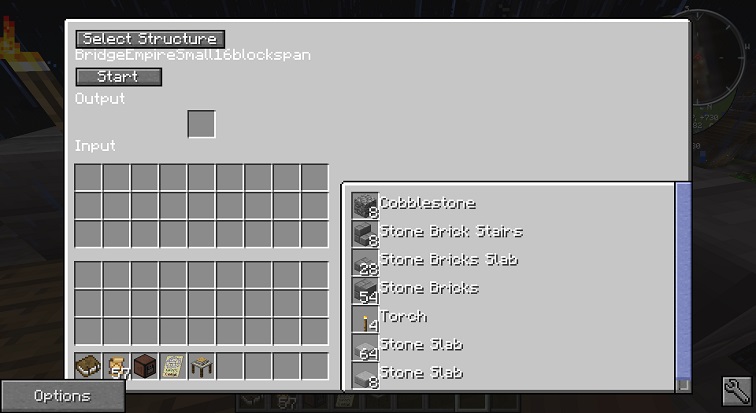 Select Structure
BridgeEmpireSmall16blockspan
Start
Output
Input
8 Cobblestone
8 Stone Brick Stairs
28 Stone Bricks Slab
54 Stone Bricks
4 Torch
64 Stone Slab
8 Stone Slab
57
Options